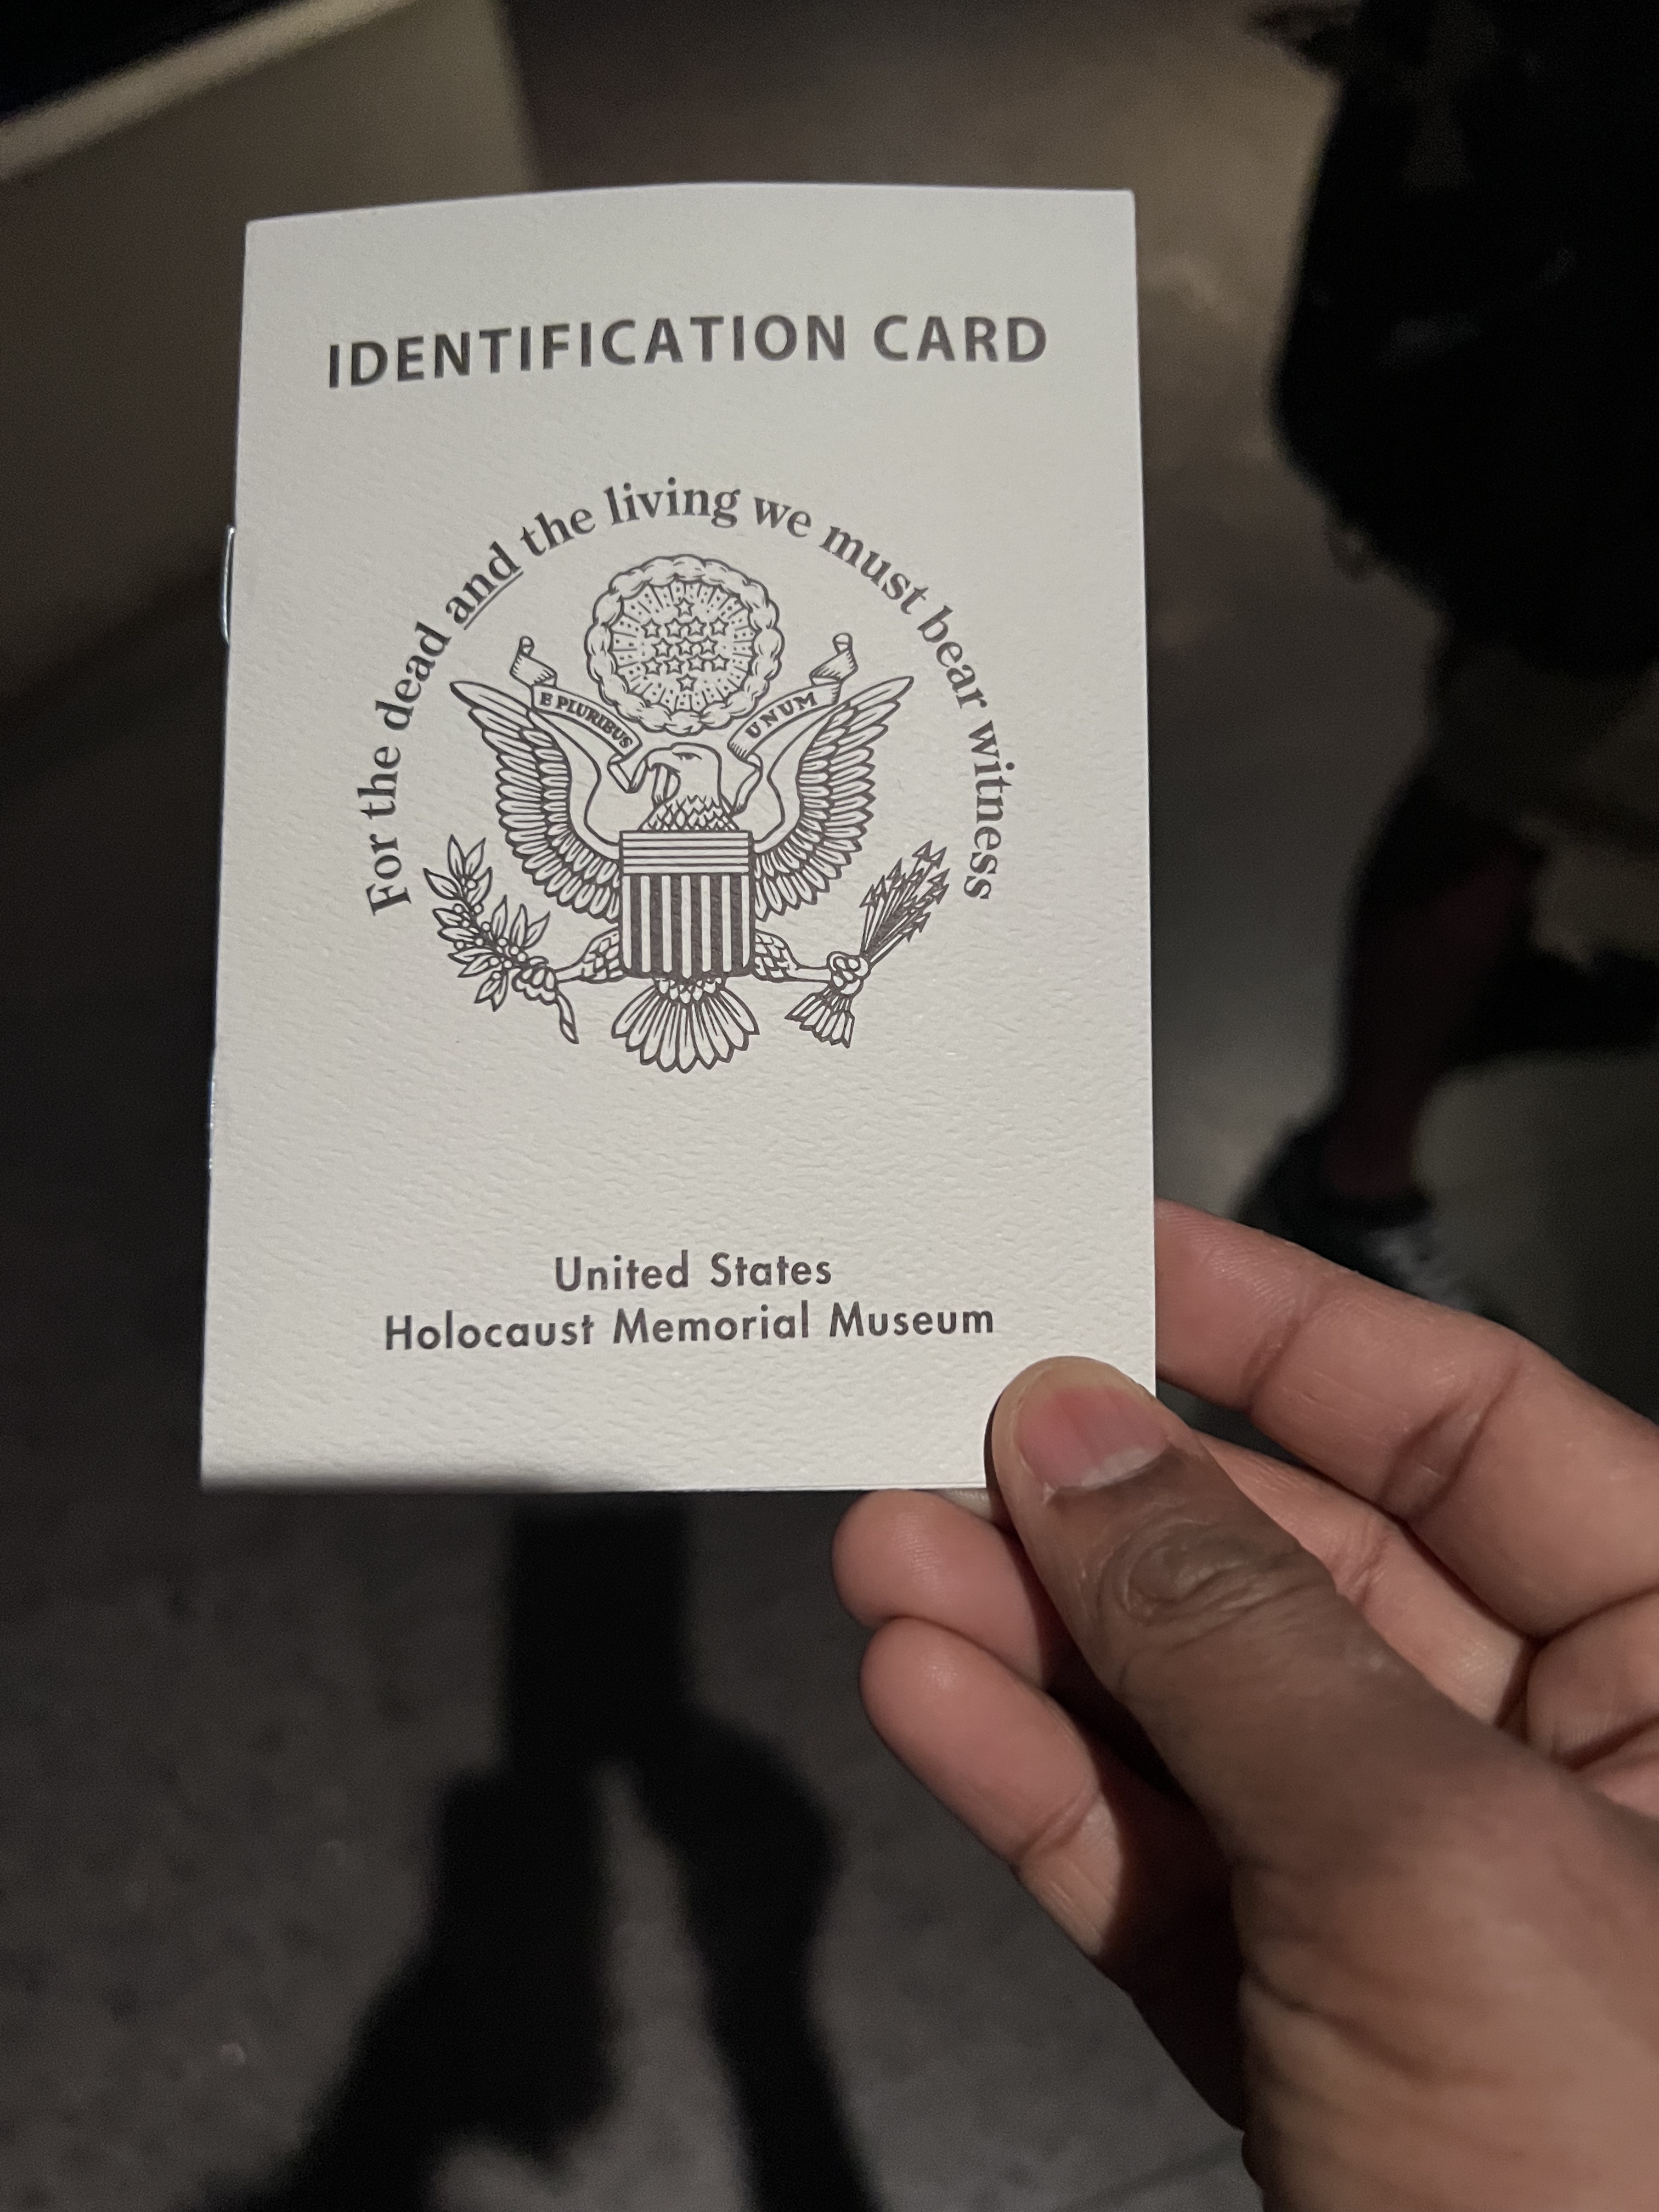 IDENTIFICATION CARD
For the dead and the living we must bear witness
E PLURIBUS UNUM
United States
Holocaust Memorial Museum